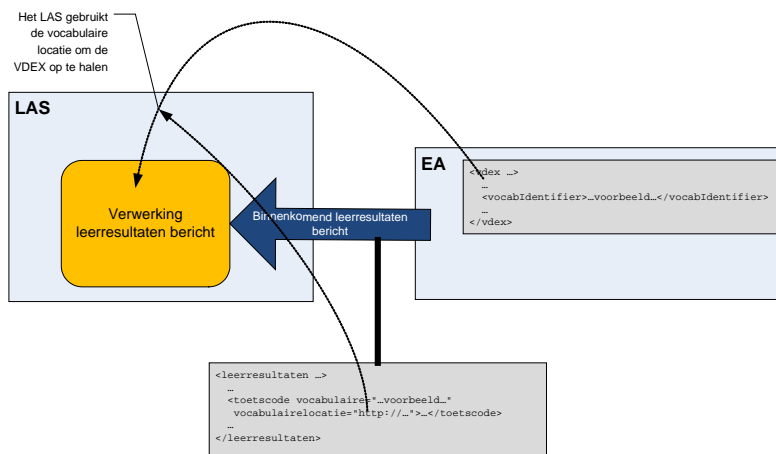 Het LAS gebruikt
de vocabulaire
locatie om de
VDEX op te halen
LAS
Verwerking
leerresultaten bericht
Binnenkomend leerresultaten
bericht
EA
<vdex …>
…
<vocabIdentifier>…voorbeeld…</vocabIdentifier>
…
</vdex>
<leerresultaten …>
…
<toetscode vocabulaire="…voorbeeld…"
vocabulairelocatie="http://…">…</toetscode>
…
</leerresultaten>